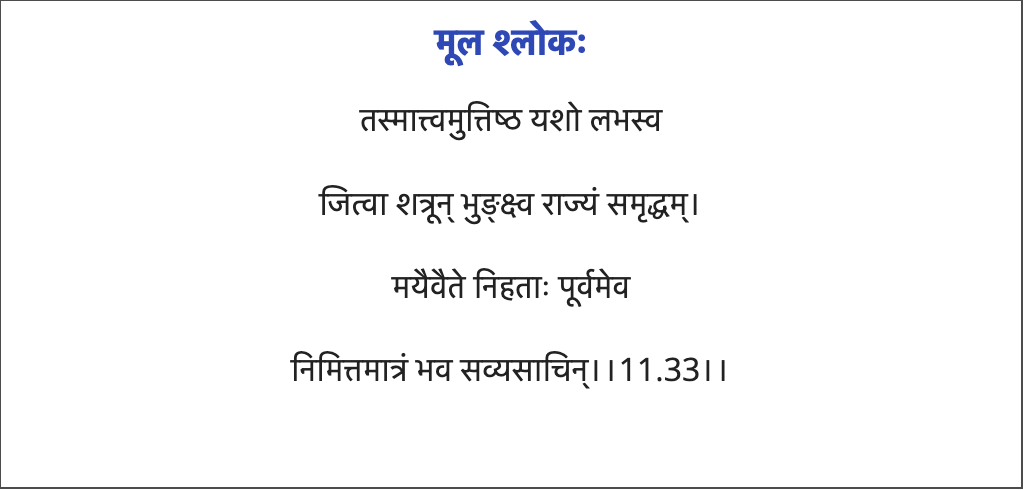 मूल श्लोकः
तस्मात्त्वमुत्तिष्ठ यशो लभस्व
जित्वा शत्रून् भुङ्क्ष्व राज्यं समृद्धम्।
मयैवैते निहताः पूर्वमेव
निमित्तमात्रं भव सव्यसाचिन्।।11.33।।